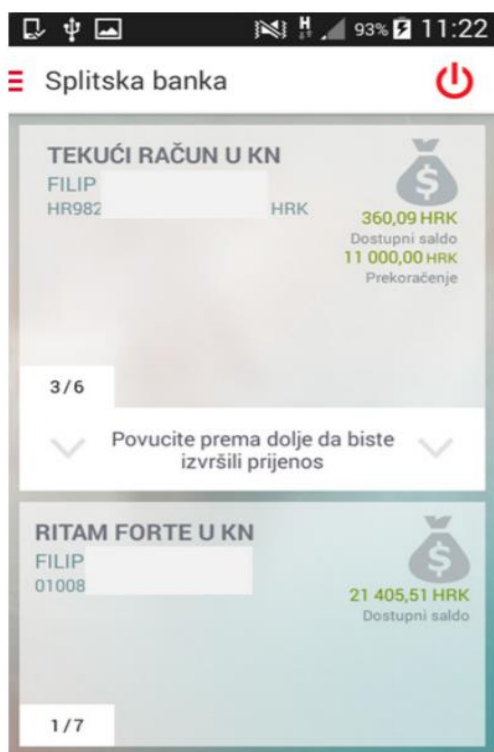 93% 11:22
Splitska banka
TEKUĆI RAČUN U KN
FILIP
HR982 HRK
360,09 HRK
Dostupni saldo
11 000,00 HRK
Prekoračenje
3/6
Povucite prema dolje da biste
izvršili prijenos
RITAM FORTE U KN
FILIP
01008
21 405,51 HRK
Dostupni saldo
1/7